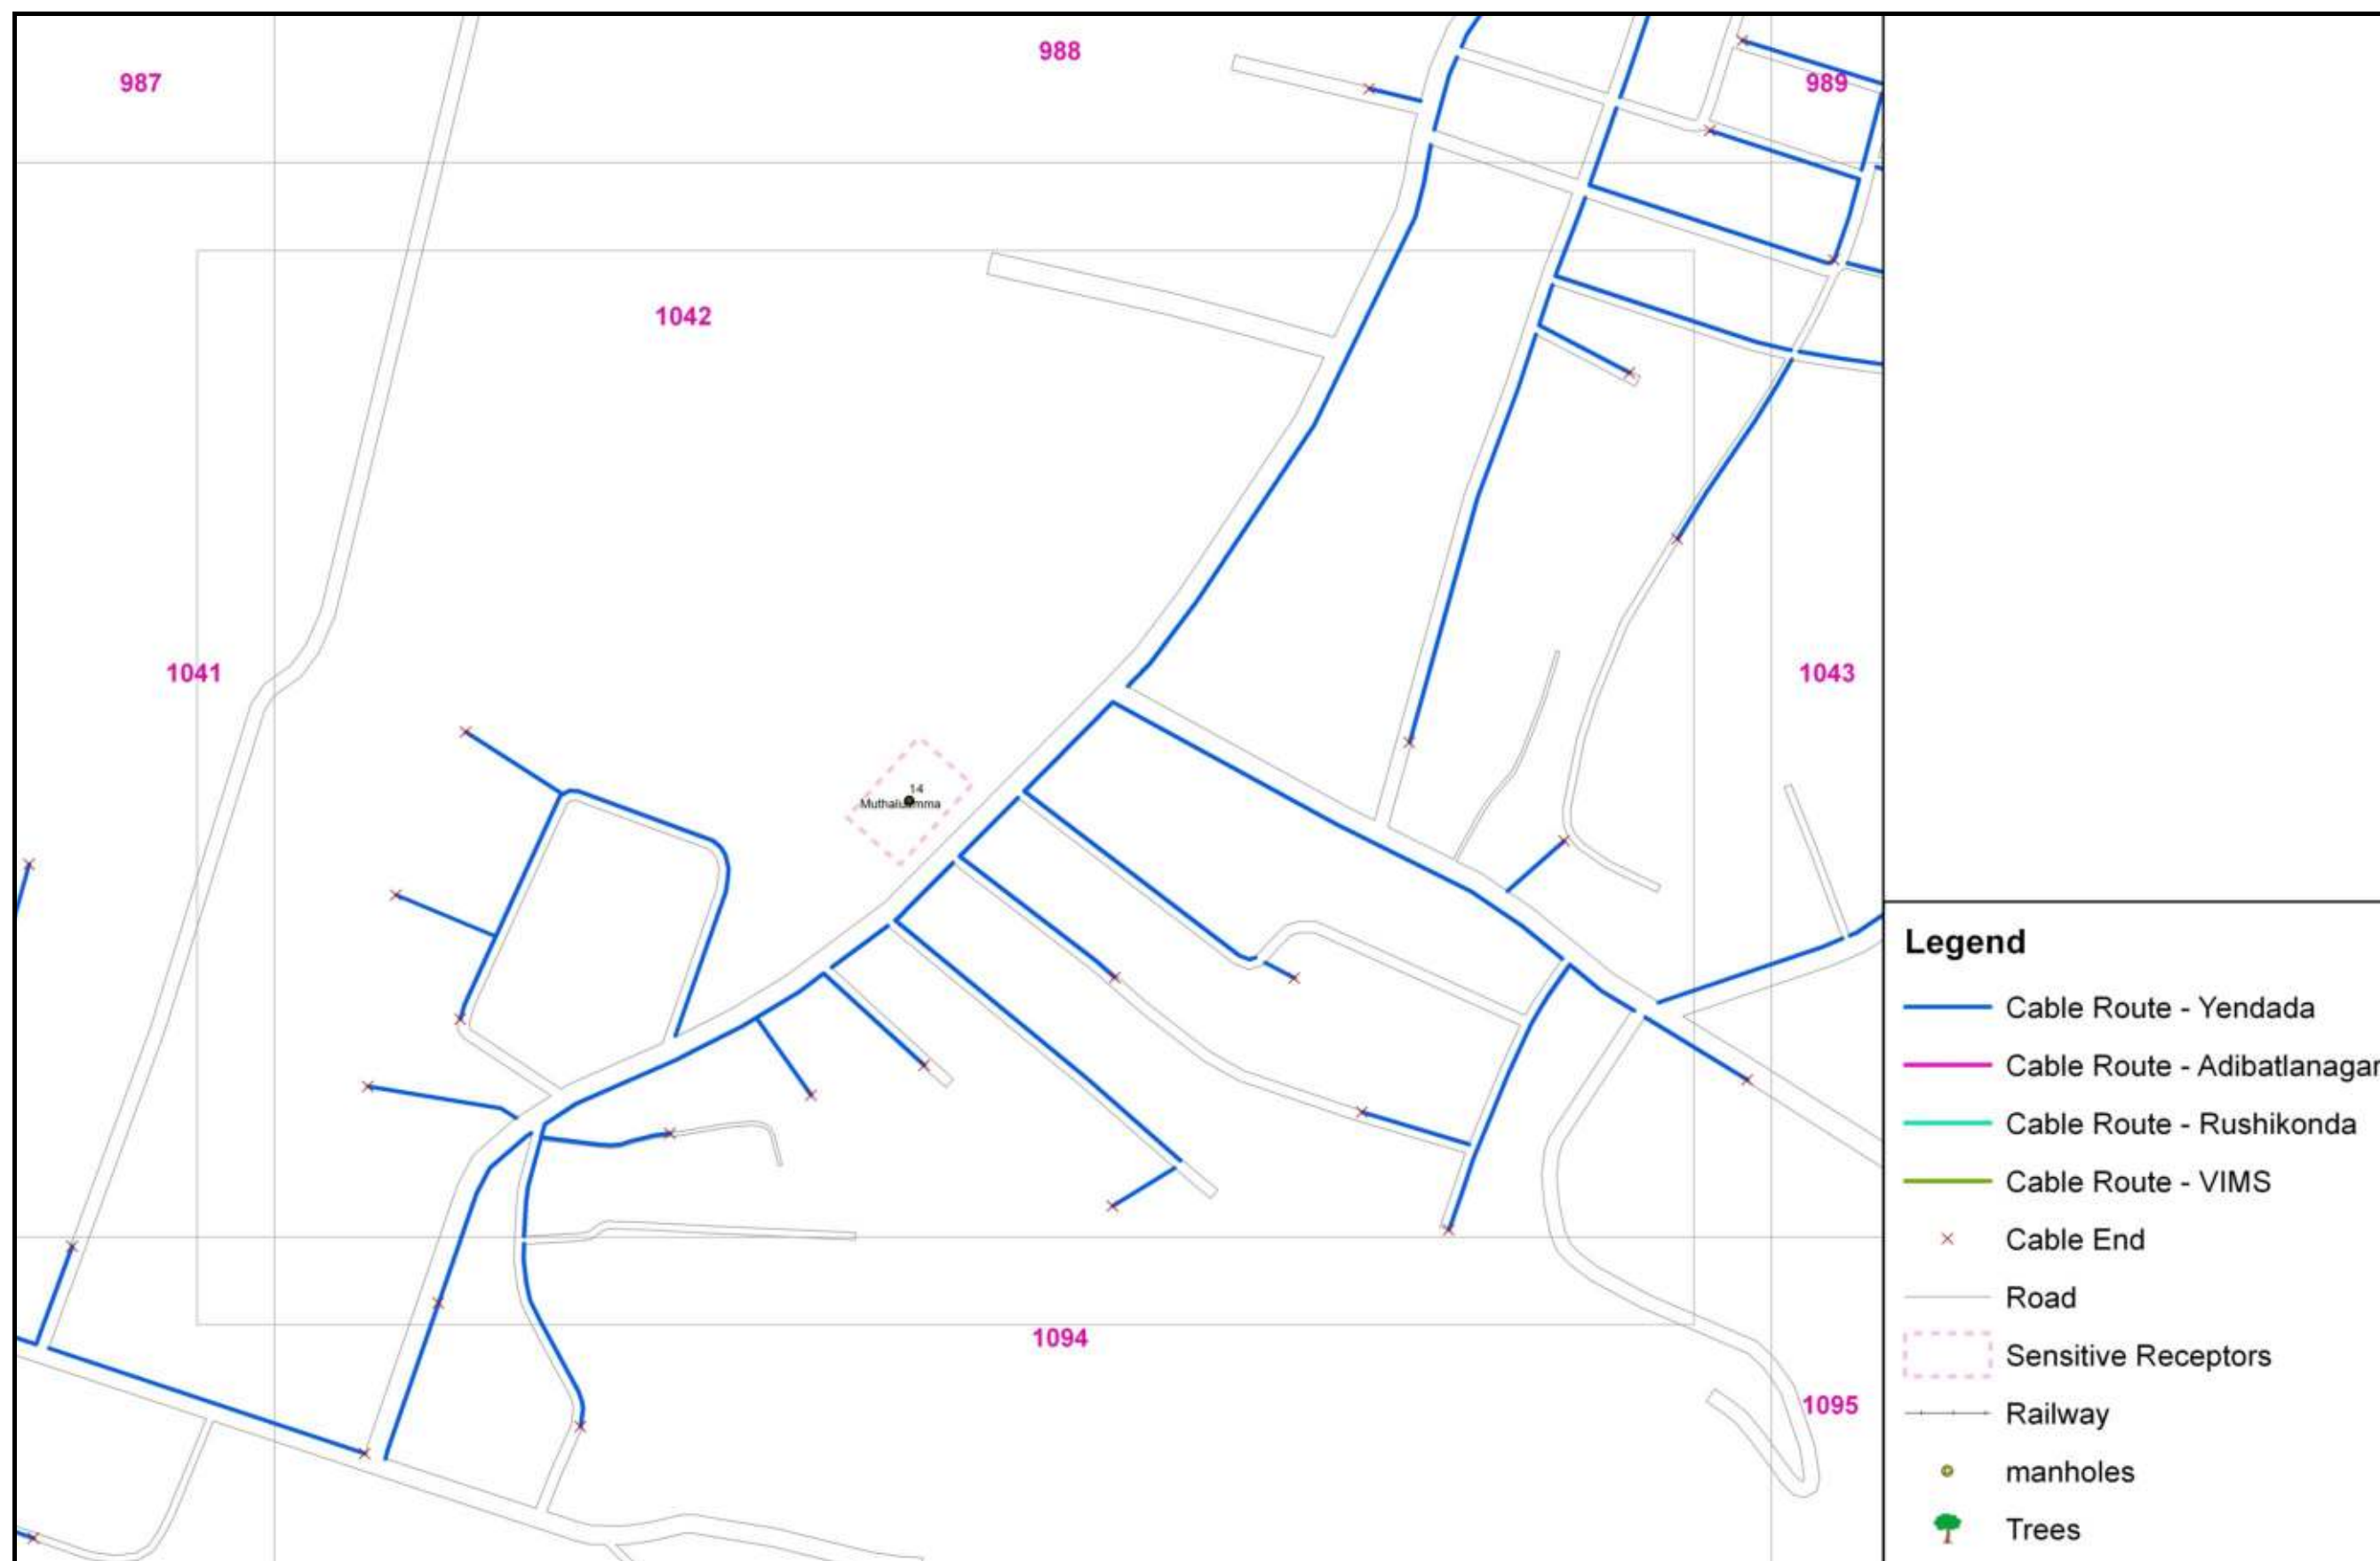 988
987
989
1042
1041
1043
14
Muthaluamma
1094
1095
Legend
Cable Route - Yendada
Cable Route - Adibatlanagar
Cable Route - Rushikonda
Cable Route - VIMS
Cable End
Road
Sensitive Receptors
Railway
manholes
Trees